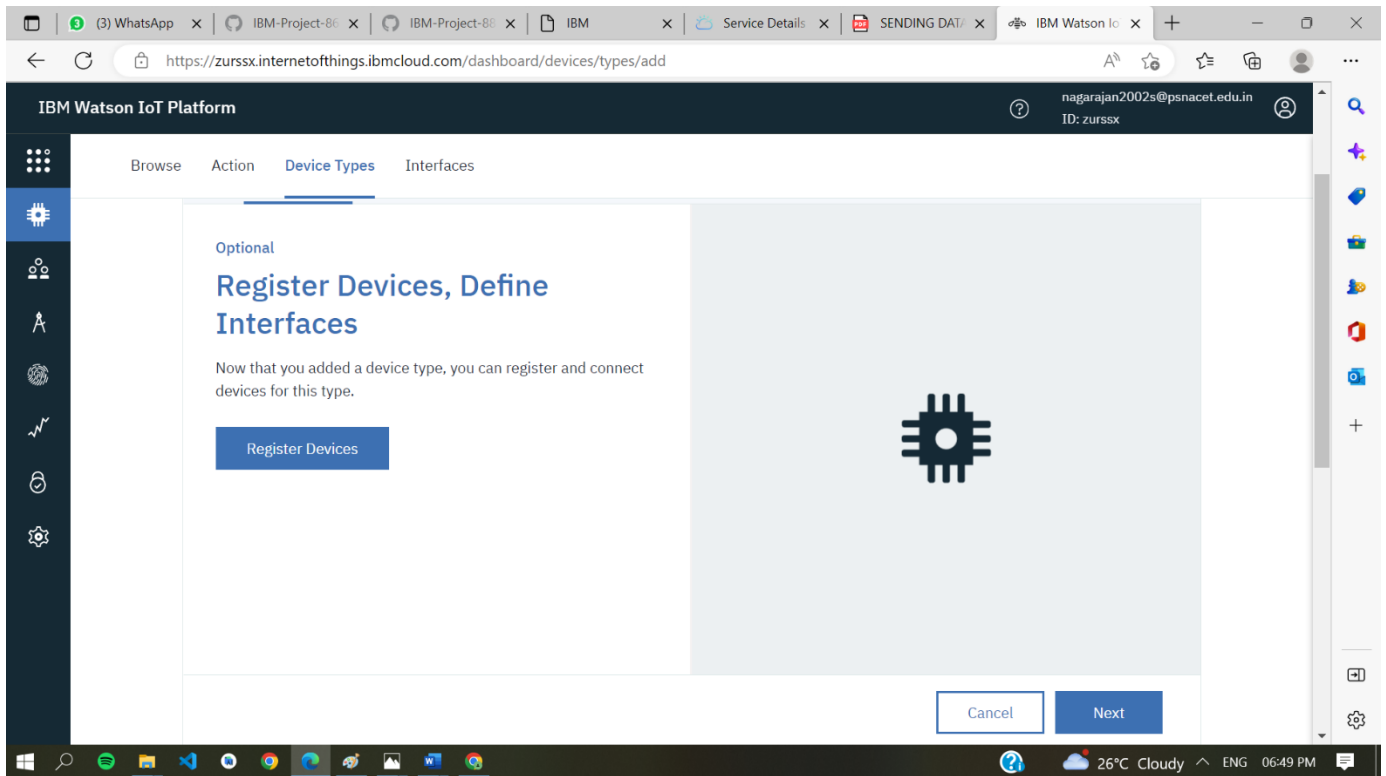 (3) WhatsApp
IBM-Project-86
IBM-Project-88
IBM
Service Details
SENDING DATA
IBM Watson Io
https://zurssx.internetofthings.ibmcloud.com/dashboard/devices/types/add
IBM Watson IoT Platform
nagarajan2002s@psnacet.edu.in
ID: zurssx
Browse Action Device Types Interfaces
Optional
Register Devices, Define
Interfaces
Now that you added a device type, you can register and connect
devices for this type.
Register Devices
Cancel Next
26°C Cloudy ENG 06:49 PM